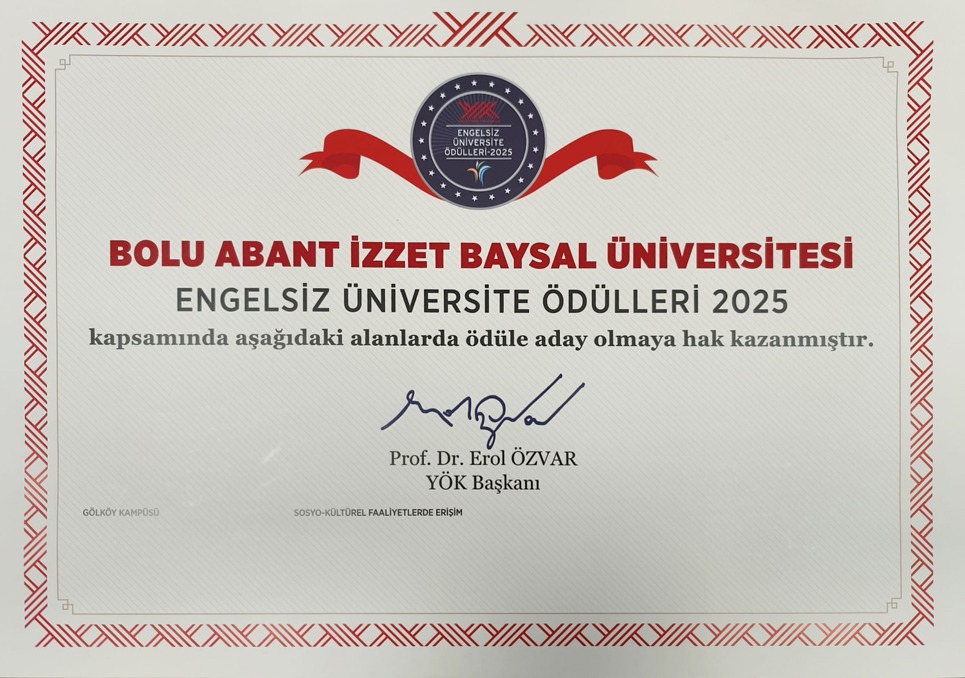 YÖK
ENGELSİZ
ÜNİVERSİTE
ÖDÜLLERİ-2025
BOLU ABANT İZZET BAYSAL ÜNİVERSİTESİ
ENGELSİZ ÜNİVERSİTE ÖDÜLLERİ 2025
kapsamında aşağıdaki alanlarda ödüle aday olmaya hak kazanmıştır.
Prof. Dr. Erol ÖZVAR
YÖK Başkanı
GÖLKÖY KAMPÜSÜ SOSYO-KÜLTÜREL FAALİYETLERDE ERİŞİM